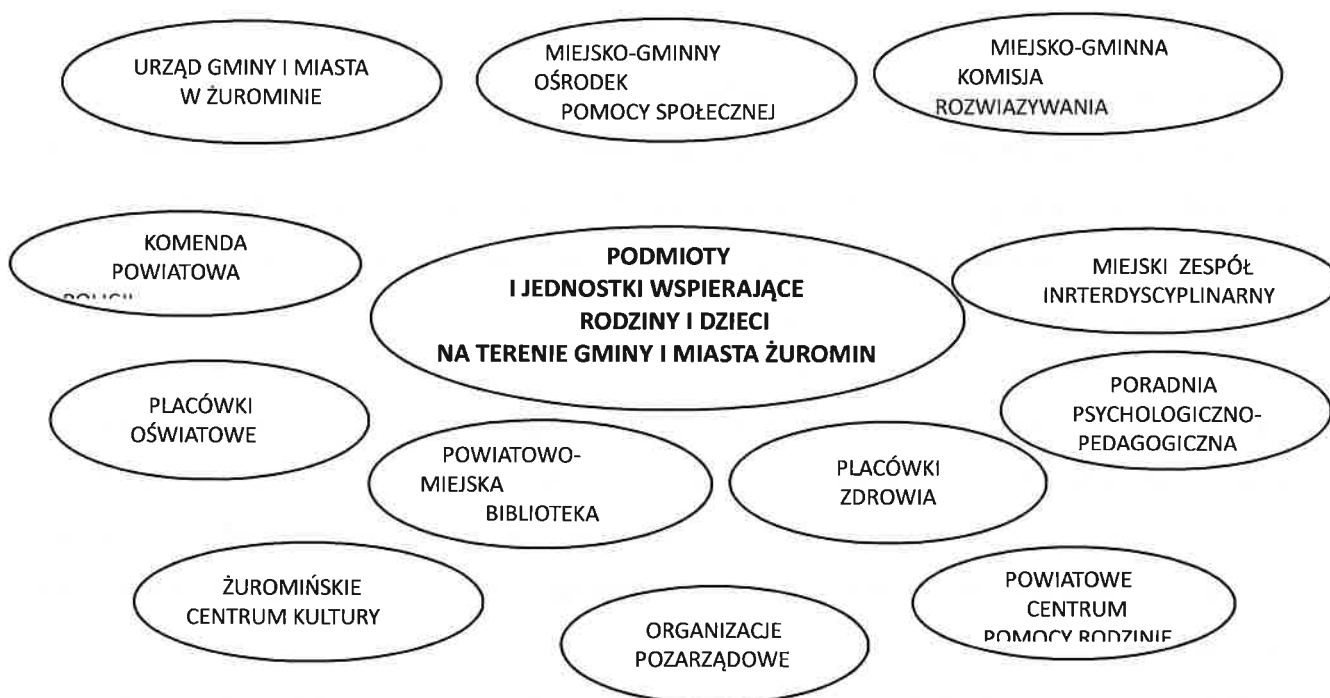 URZĄD GMINY I MIASTA
W ŻUROMINIE
MIEJSKO-GMINNY
OŚRODEK
POMOCY SPOŁECZNEJ
MIEJSKO-GMINNA
KOMISJA
ROZWIAZYWANIA
KOMENDA
POWIATOWA
PODMIOTY
I JEDNOSTKI WSPIERAJĄCE
RODZINY I DZIECI
NA TERENIE GMINY I MIASTA ŻUROMIN
MIEJSKI ZESPÓŁ
INRTERDYSCYPLINARNY
PLACÓWKI
OŚWIATOWE
PORADNIA
PSYCHOLOGICZNO-
PEDAGOGICZNA
POWIATOWO-
MIEJSKA
BIBLIOTEKA
PLACÓWKI
ZDROWIA
ŻUROMIŃSKIE
CENTRUM KULTURY
ORGANIZACJE
POZARZĄDOWE
POWIATOWE
CENTRUM
POMOCY RODZINIE